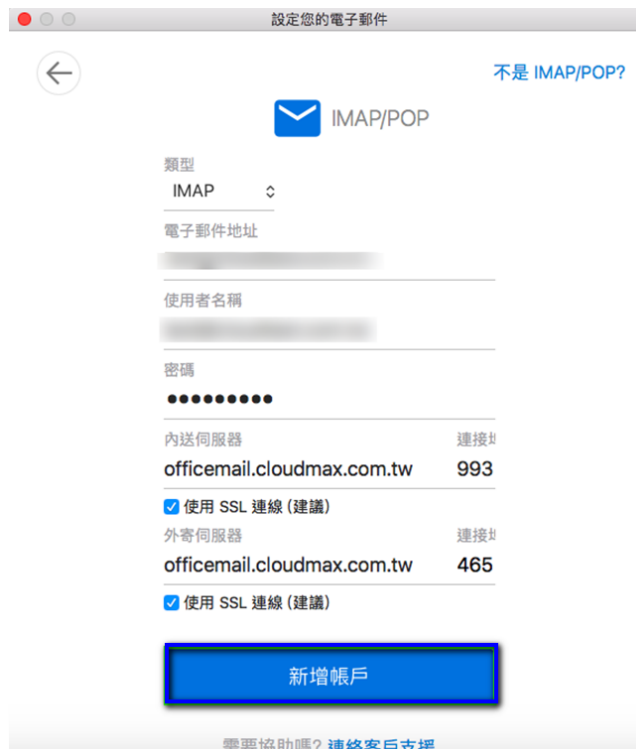 設定您的電子郵件
不是 IMAP/POP?
IMAP/POP
類型
IMAP
電子郵件地址
使用者名稱
密碼
•••••••••
內送伺服器 連接
officemail.cloudmax.com.tw 993
使用 SSL 連線 (建議)
外寄伺服器 連接
officemail.cloudmax.com.tw 465
使用 SSL 連線 (建議)
新增帳戶
需要協助嗎? 連絡客戶支援